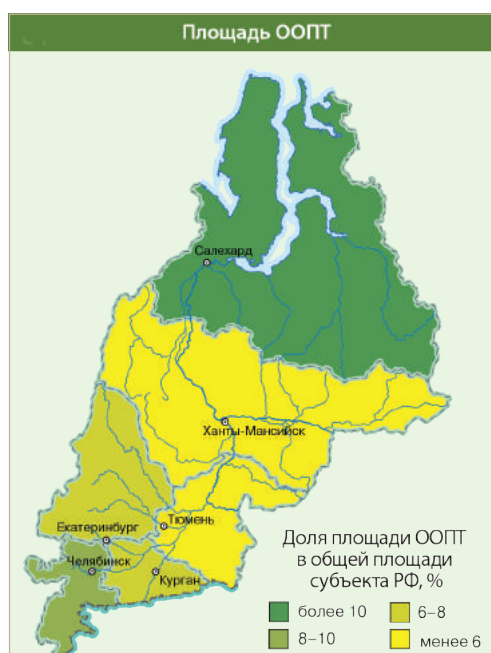 Площадь ООПТ
Салехард
Ханты-Мансийск
Тюмень
Екатеринбург
Челябинск
Курган
Доля площади ООПТ
в общей площади
субъекта РФ, %
более 10
6–8
8–10
менее 6